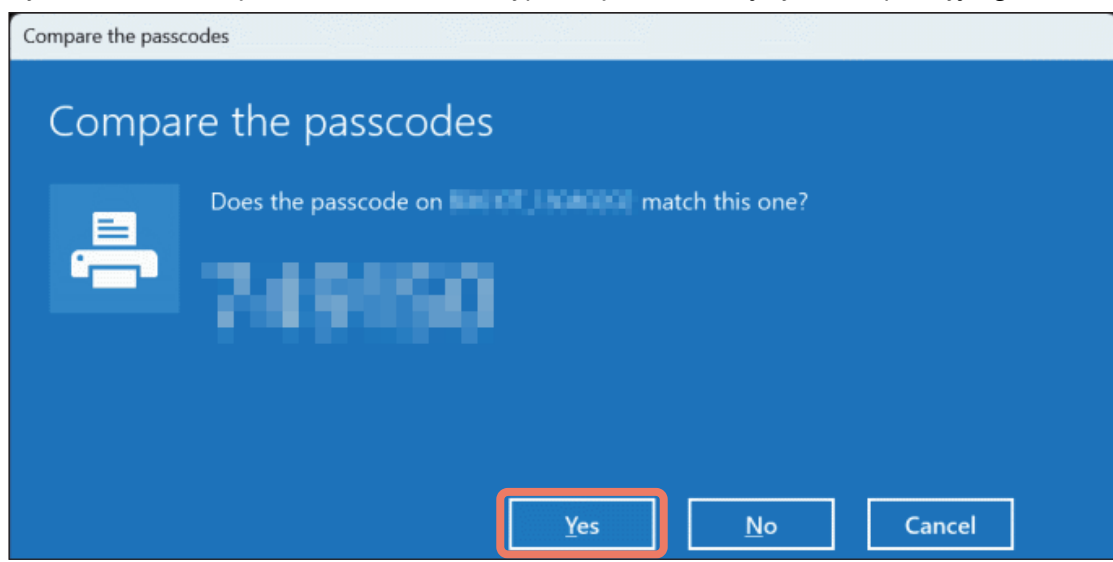 Compare the passcodes
Compare the passcodes
Does the passcode on match this one?
Yes
No
Cancel